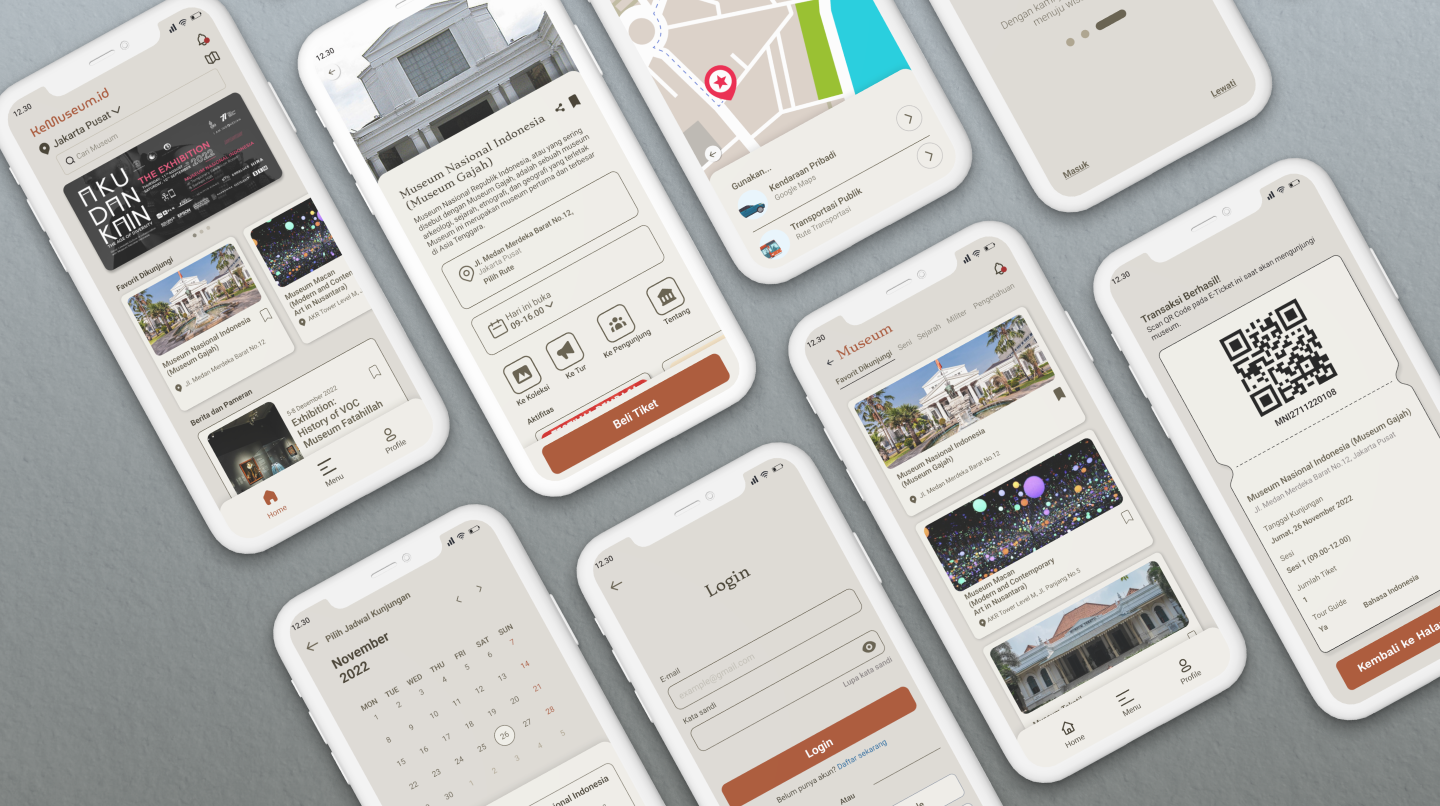 12.30
KeMuseum.id
Jakarta Pusat
Cari Museum
AKU
DAN
KAIN
THE EXHIBITION
2022
THE AGE OF DIVERSITY
Favorit Dikunjungi
Museum Nasional Indonesia
(Museum Gajah)
Jl. Medan Merdeka Barat No.12
Museum Macan
(Modern and Conten
Art in Nusantara)
AKR Tower Level M,
Berita dan Pameran
5-8 Desember 2022
Exhibition:
History of VOC
Museum Fatahillah
Home
Menu
Profile
12.30
Museum Nasional Indonesia
(Museum Gajah)
Museum Nasional Republik Indonesia, atau yang sering
disebut dengan Museum Gajah, adalah sebuah museum
arkeologi, sejarah, etnografi, dan geografi yang terletak
Museum ini merupakan museum pertama dan terbesar
di Asia Tenggara.
Jl. Medan Merdeka Barat No.12,
Jakarta Pusat
Pilih Rute
Hari ini buka
09-16.00
Ke Koleksi
Ke Tur
Ke Pengunjung
Tentang
Aktifitas
Beli Tiket
Gunakan...
Kendaraan Pribadi
Google Maps
Transportasi Publik
Rute Transportasi
Dengan kami
menuju wis
Masuk
Lewati
12.30
Pilih Jadwal Kunjungan
November
2022
MON TUE WED THU FRI SAT SUN
1 2 3 4 5 6 7
8 9 10 11 12 13 14
15 16 17 18 19 20 21
22 23 24 25 26 27 28
29 30 1 2 3 4 5
onal Indonesia
12.30
Login
E-mail
example@gmail.com
Kata sandi
Lupa kata sandi
Login
Belum punya akun? Daftar sekarang
Atau
12.30
Museum
Favorit Dikunjungi Seni Sejarah Militer Pengetahuan
Museum Nasional Indonesia
(Museum Gajah)
Jl. Medan Merdeka Barat No.12
Museum Macan
(Modern and Contemporary
Art in Nusantara)
AKR Tower Level M, Jl. Panjang No.5
Home
Menu
Profile
12.30
Transaksi Berhasil!
Scan QR Code pada E-Ticket ini saat akan mengunjungi
museum.
MNI2711220108
Museum Nasional Indonesia (Museum Gajah)
Jl. Medan Merdeka Barat No.12, Jakarta Pusat
Tanggal Kunjungan
Jumat, 26 November 2022
Sesi
Sesi 1 (09.00-12.00)
Jumlah Tiket
1
Tour Guide
Ya
Bahasa Indonesia
Kembali ke Hala